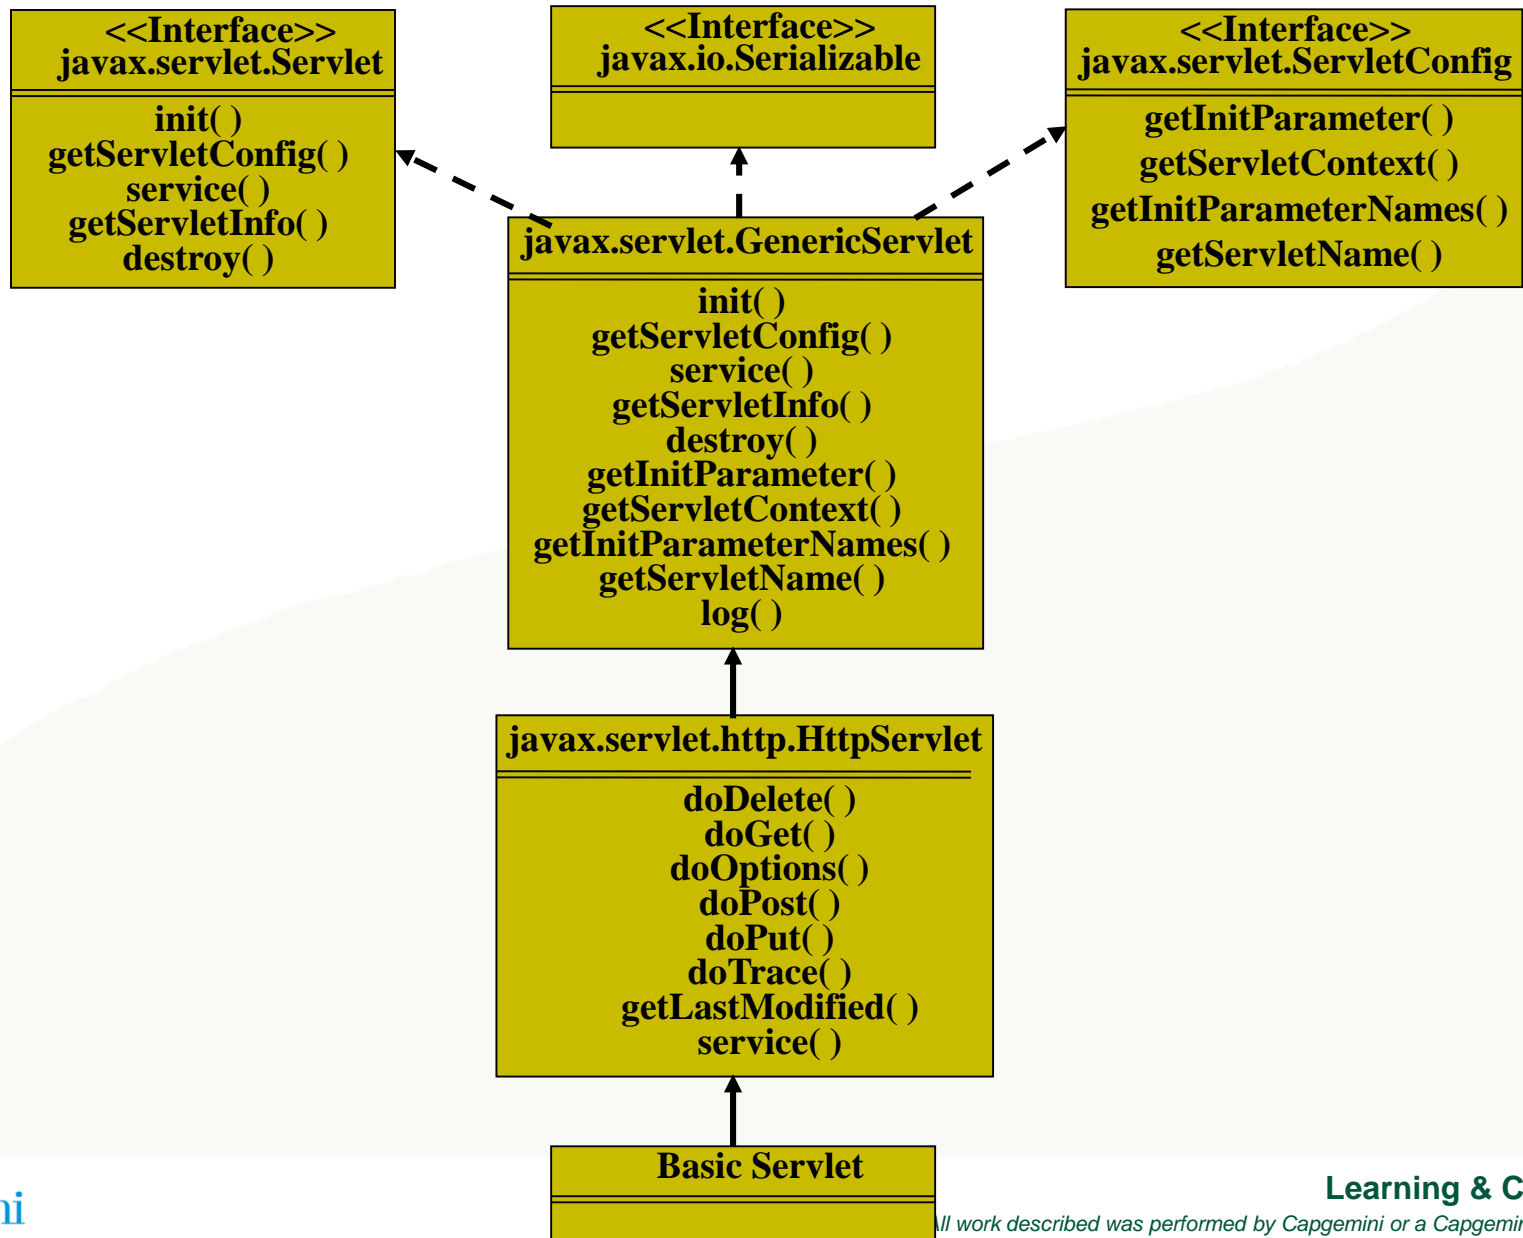 <<Interface>>
javax.servlet.Servlet
init( )
getServletConfig( )
service( )
getServletInfo( )
destroy( )
<<Interface>>
javax.io.Serializable
<<Interface>>
javax.servlet.ServletConfig
getInitParameter( )
getServletContext( )
getInitParameterNames( )
getServletName( )
javax.servlet.GenericServlet
init( )
getServletConfig( )
service( )
getServletInfo( )
destroy( )
getInitParameter( )
getServletContext( )
getInitParameterNames( )
getServletName( )
log( )
javax.servlet.http.HttpServlet
doDelete( )
doGet( )
doOptions( )
doPost( )
doPut( )
doTrace( )
getLastModified( )
service( )
Basic Servlet
Learning & C
ll work described was performed by Capgemini or a Capgemin